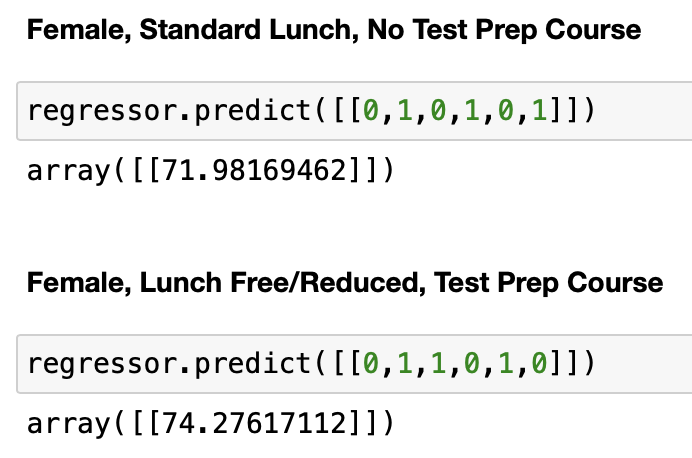 Female, Standard Lunch, No Test Prep Course
regressor.predict([[0,1,0,1,0,1]])
array([[71.98169462]])
Female, Lunch Free/Reduced, Test Prep Course
regressor.predict([[0,1,1,0,1,0]])
array([[74.27617112]])